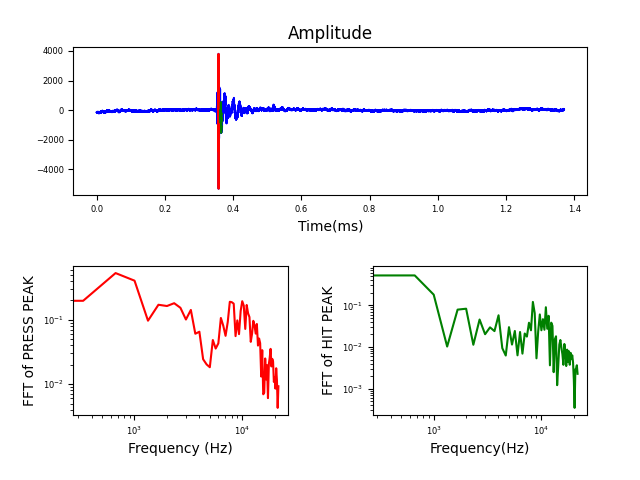 Amplitude
4000
2000
0
−2000
−4000
0.0 0.2 0.4 0.6 0.8 1.0 1.2 1.4
Time(ms)
FFT of PRESS PEAK
10⁻¹
10⁻²
10³ 10⁴
Frequency (Hz)
FFT of HIT PEAK
10⁻¹
10⁻²
10⁻³
10³ 10⁴
Frequency(Hz)